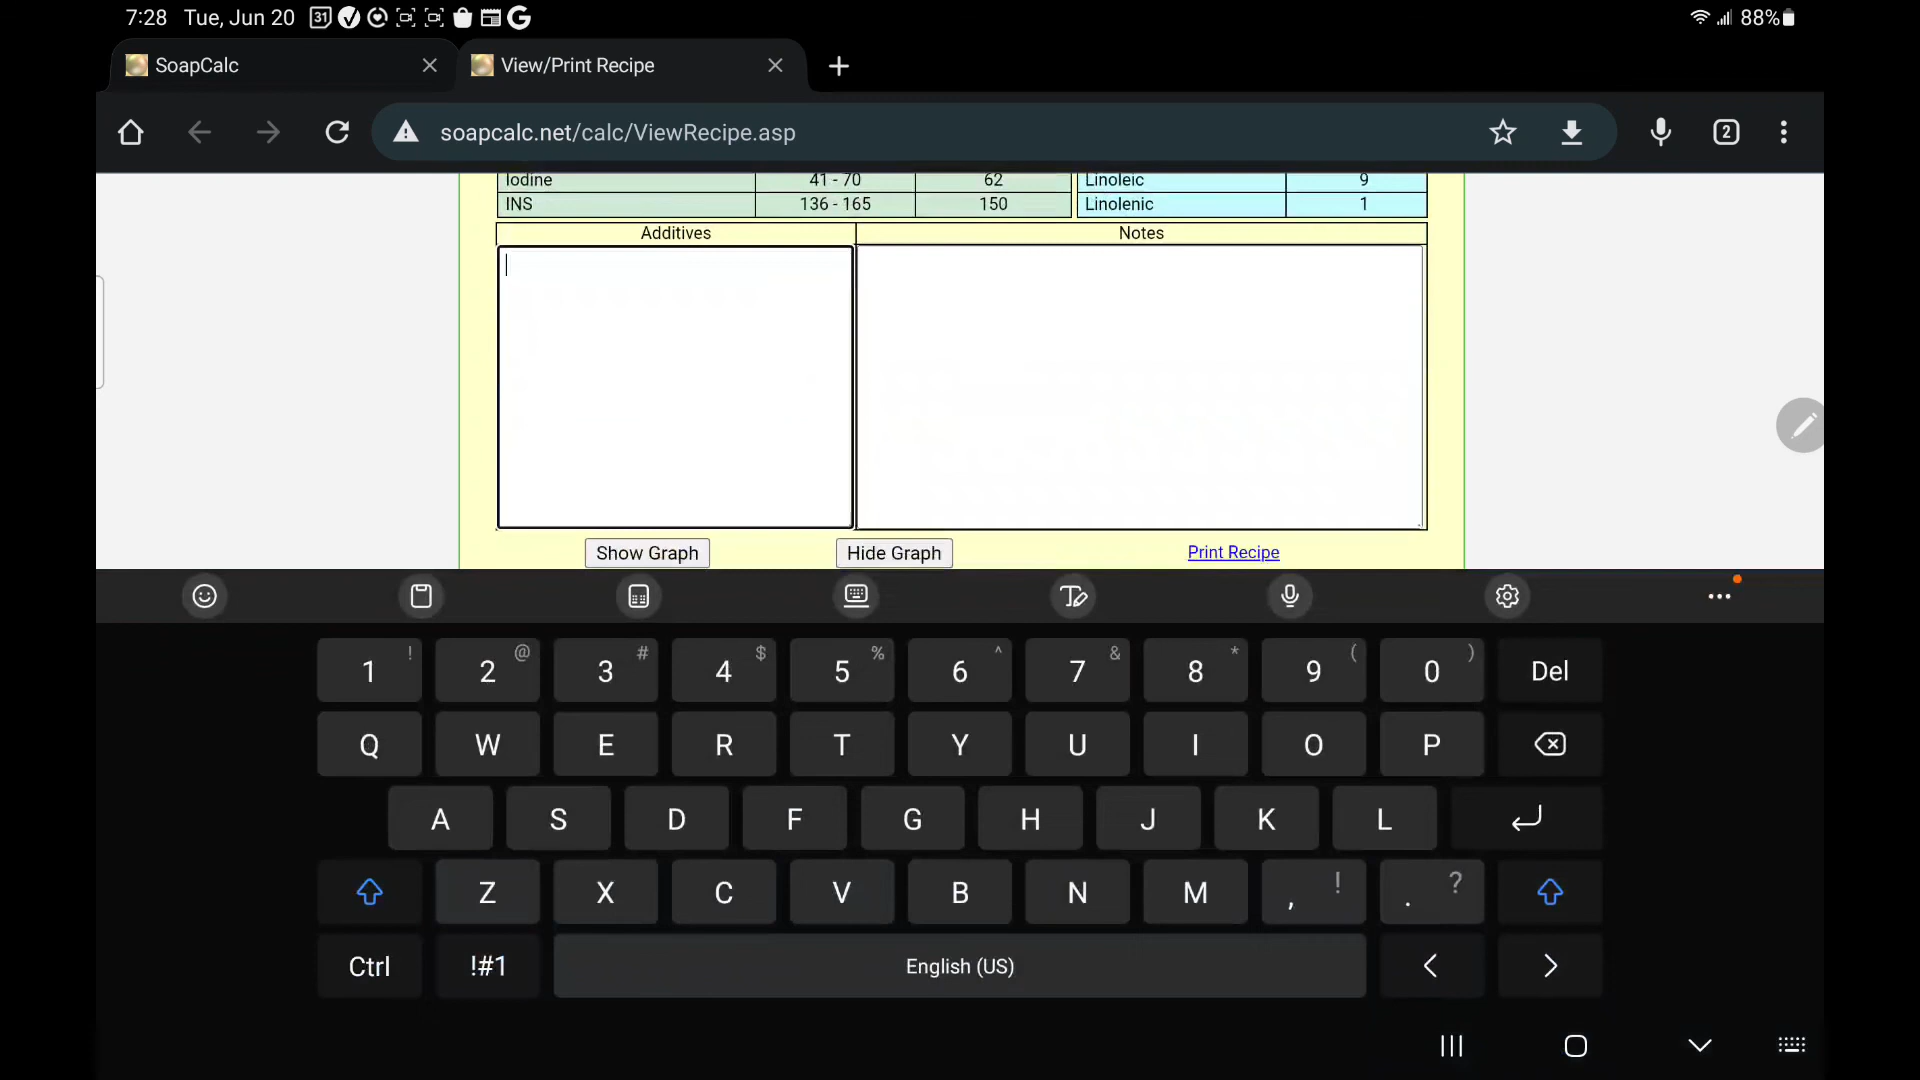 7:28 Tue, Jun 20 31 88%
SoapCalc View/Print Recipe
soapcalc.net/calc/ViewRecipe.asp 2
Iodine 41 - 70 62 Linoleic 9
INS 136 - 165 150 Linolenic 1
Additives Notes
Show Graph Hide Graph Print Recipe
1 ! 2 @ 3 # 4 $ 5 % 6 ^ 7 & 8 * 9 ( 0 ) Del
Q W E R T Y U I O P
A S D F G H J K L
Z X C V B N M , ! . ?
Ctrl !#1 English (US) < >